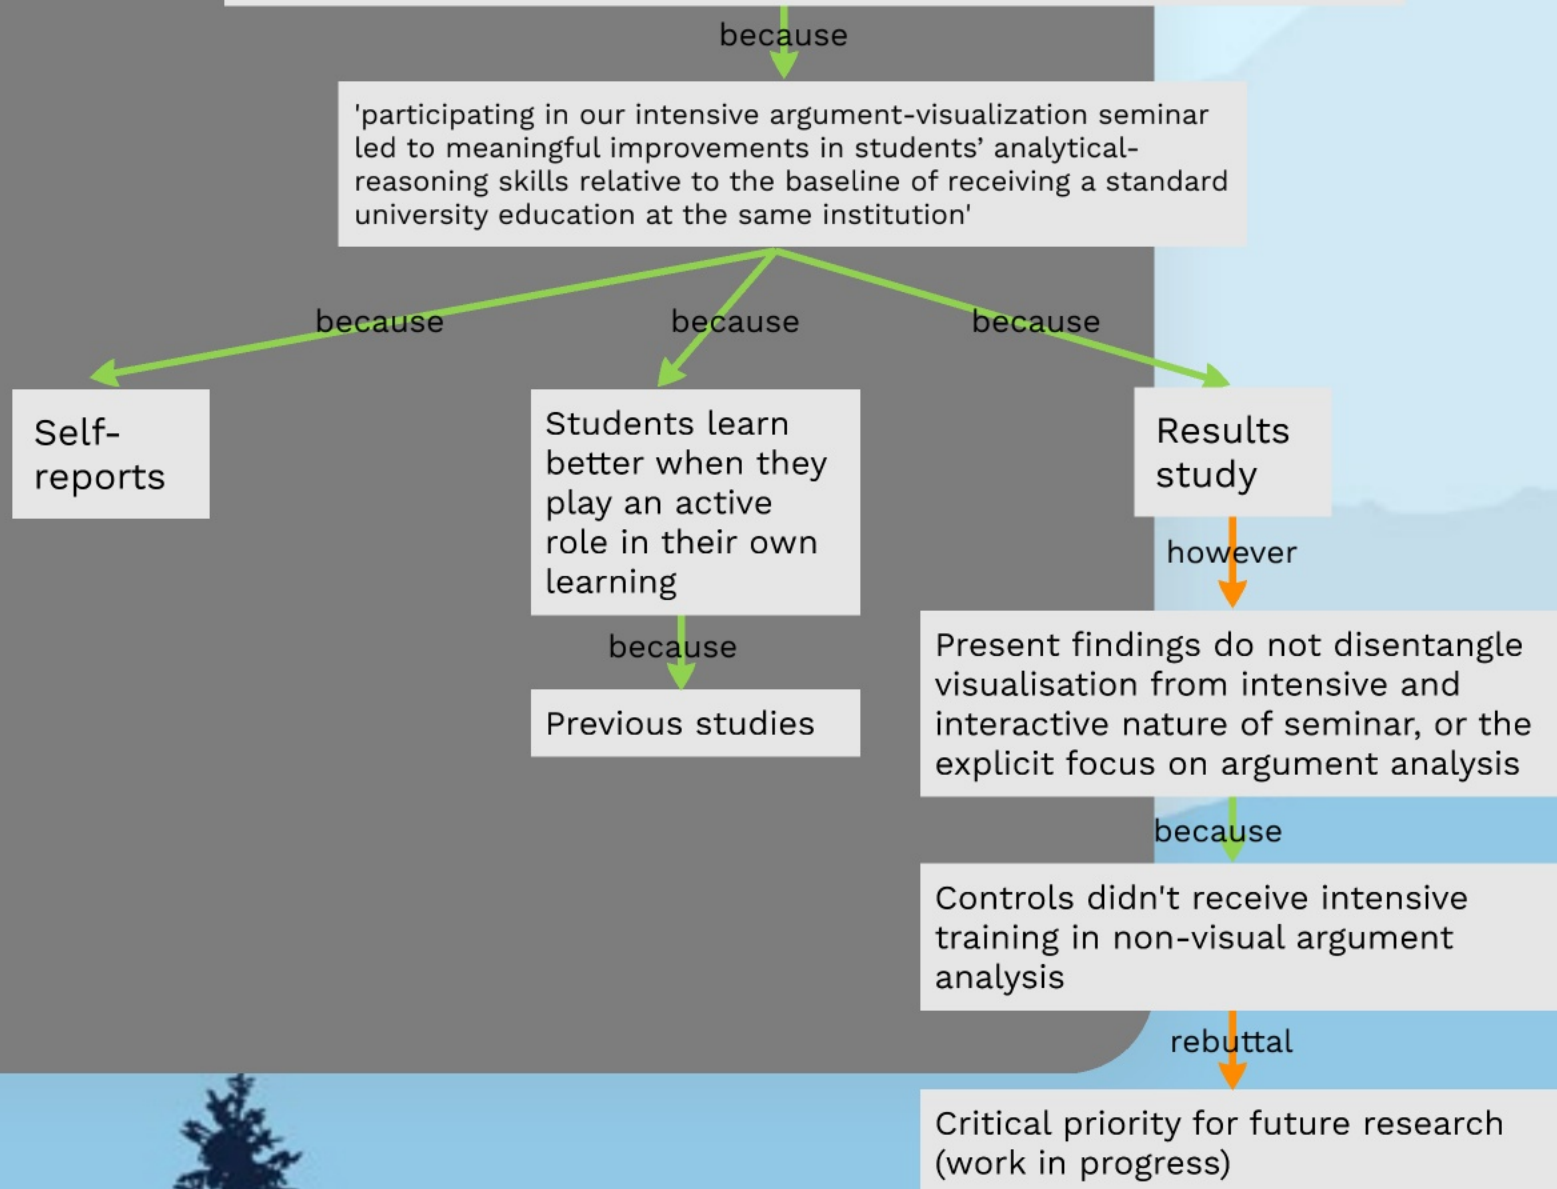 because
'participating in our intensive argument-visualization seminar
led to meaningful improvements in students’ analytical-
reasoning skills relative to the baseline of receiving a standard
university education at the same institution'
because
because
because
Self-
reports
Students learn
better when they
play an active
role in their own
learning
because
Previous studies
Results
study
however
Present findings do not disentangle
visualisation from intensive and
interactive nature of seminar, or the
explicit focus on argument analysis
because
Controls didn't receive intensive
training in non-visual argument
analysis
rebuttal
Critical priority for future research
(work in progress)